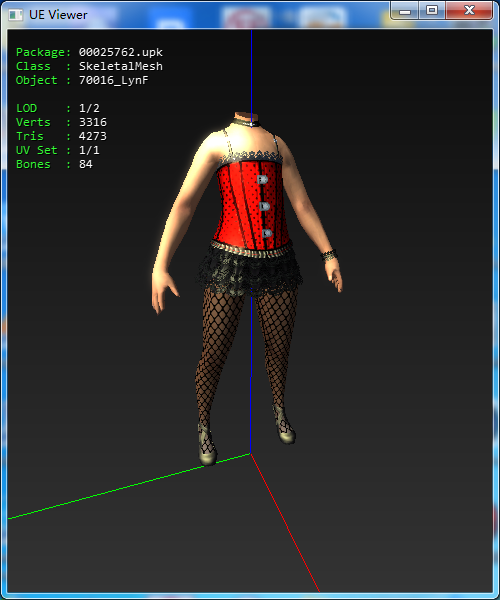 UE Viewer
Package: 00025762.upk
Class : SkeletalMesh
Object : 70016_LynF
LOD : 1/2
Verts : 3316
Tris : 4273
UV Set : 1/1
Bones : 84